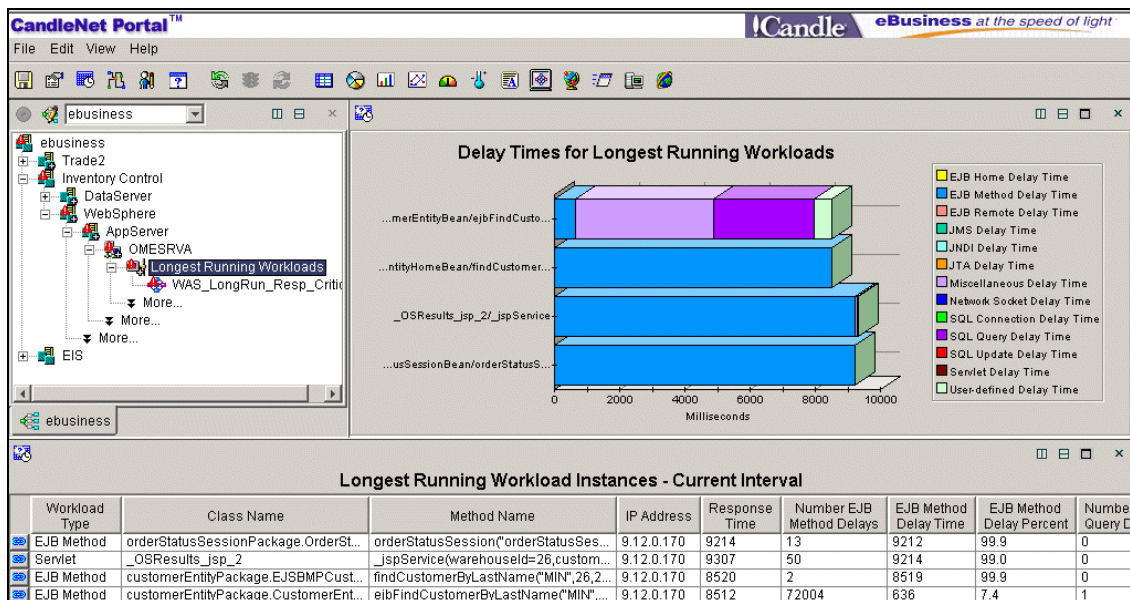 CandleNet Portal™
!Candle
eBusiness at the speed of light
File Edit View Help
ebusiness
ebusiness
Trade2
Inventory Control
DataServer
WebSphere
AppServer
OMESRVA
Longest Running Workloads
WAS_LongRun_Resp_Critic
More...
More...
More...
EIS
ebusiness
Delay Times for Longest Running Workloads
...merEntityBean/ejbFindCusto...
...ntityHomeBean/findCustomer...
_OSResults_jsp_2/_jspService
...usSessionBean/orderStatusS...
0 2000 4000 6000 8000 10000
Milliseconds
EJB Home Delay Time
EJB Method Delay Time
EJB Remote Delay Time
JMS Delay Time
JNDI Delay Time
JTA Delay Time
Miscellaneous Delay Time
Network Socket Delay Time
SQL Connection Delay Time
SQL Query Delay Time
SQL Update Delay Time
Servlet Delay Time
User-defined Delay Time
Longest Running Workload Instances - Current Interval
Workload Type Class Name Method Name IP Address Response Time Number EJB Method Delays EJB Method Delay Time EJB Method Delay Percent Numbe Query D
EJB Method orderStatusSessionPackage.OrderSt... orderStatusSession("orderStatusSes... 9.12.0.170 9214 13 9212 99.9 0
Servlet _OSResults_jsp_2 _jspService(warehouseId=26,custom... 9.12.0.170 9307 50 9214 99.0 0
EJB Method customerEntityPackage.EJSBMPCust... findCustomerByLastName("MIN",26,2... 9.12.0.170 8520 2 8519 99.9 0
EJB Method customerEntityPackage.CustomerEnt... ejbFindCustomerByLastName("MIN",... 9.12.0.170 8512 72004 636 7.4 1